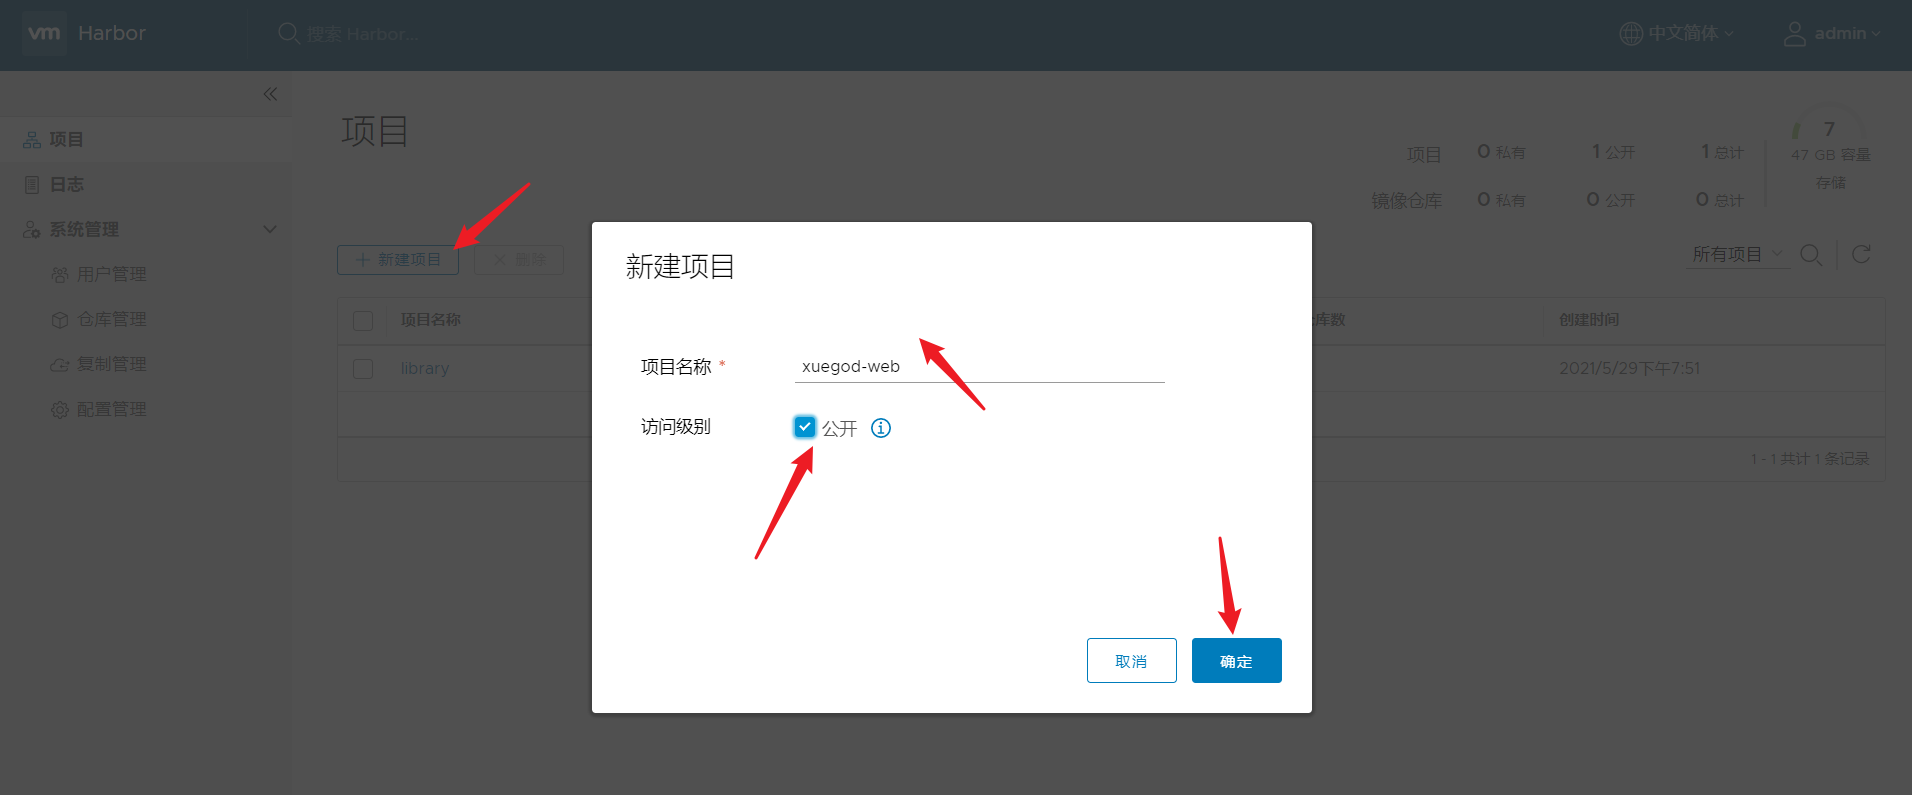 vm Harbor
搜索 Harbor...
中文简体
admin
项目
日志
系统管理
用户管理
仓库管理
复制管理
配置管理
项目
项目 0 私有 1 公开 1 总计
镜像仓库 0 私有 0 公开 0 总计
7
47 GB 容量
存储
新建项目
删除
所有项目
项目名称
库数
创建时间
library
2021/5/29下午7:51
1 - 1 共计 1 条记录
新建项目
项目名称 *
xuegod-web
访问级别
公开
取消
确定